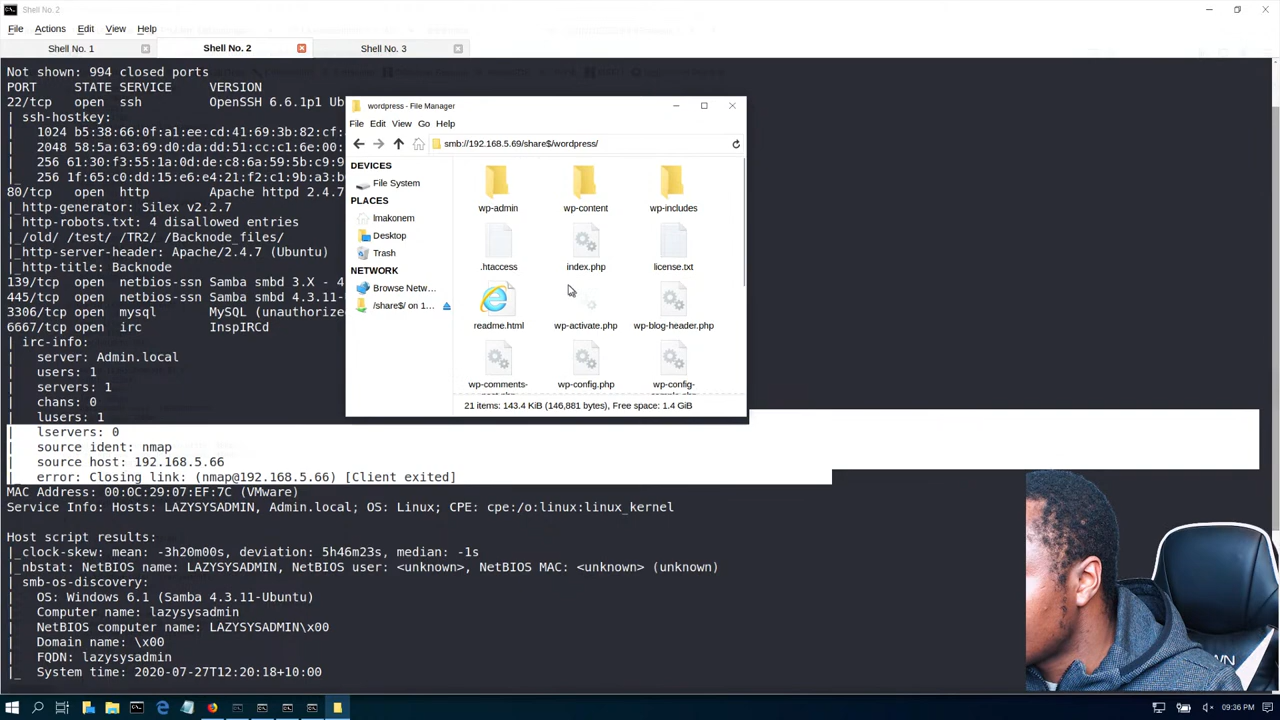 Shell No. 2
File Actions Edit View Help
Shell No. 1
Shell No. 2
Shell No. 3
Not shown: 994 closed ports
PORT STATE SERVICE VERSION
22/tcp open ssh OpenSSH 6.6.1p1 Ub
ssh-hostkey:
1024 b5:38:66:0f:a1:ee:cd:41:69:3b:82:cf:
2048 58:5a:63:69:d0:da:dd:51:cc:c1:6e:00:
256 61:30:f3:55:1a:0d:de:c8:6a:59:5b:c9:9
256 1f:65:c0:dd:15:e6:e4:21:f2:c1:9b:a3:b
80/tcp open http Apache httpd 2.4.7
|_http-generator: Silex v2.2.7
| http-robots.txt: 4 disallowed entries
|_/old/ /test/ /TR2/ /Backnode_files/
|_http-server-header: Apache/2.4.7 (Ubuntu)
|_http-title: Backnode
139/tcp open netbios-ssn Samba smbd 3.X - 4
445/tcp open netbios-ssn Samba smbd 4.3.11-
3306/tcp open mysql MySQL (unauthorize
6667/tcp open irc InspIRCd
| irc-info:
| server: Admin.local
| users: 1
| servers: 1
| chans: 0
| lusers: 1
| lservers: 0
| source ident: nmap
| source host: 192.168.5.66
|_ error: Closing link: (nmap@192.168.5.66) [Client exited]
MAC Address: 00:0C:29:07:EF:7C (VMware)
Service Info: Hosts: LAZYSYSADMIN, Admin.local; OS: Linux; CPE: cpe:/o:linux:linux_kernel
Host script results:
|_clock-skew: mean: -3h20m00s, deviation: 5h46m23s, median: -1s
|_nbstat: NetBIOS name: LAZYSYSADMIN, NetBIOS user: <unknown>, NetBIOS MAC: <unknown> (unknown)
| smb-os-discovery:
| OS: Windows 6.1 (Samba 4.3.11-Ubuntu)
| Computer name: lazysysadmin
| NetBIOS computer name: LAZYSYSADMIN\x00
| Domain name: \x00
| FQDN: lazysysadmin
|_ System time: 2020-07-27T12:20:18+10:00
wordpress - File Manager
File Edit View Go Help
smb://192.168.5.69/share$/wordpress/
DEVICES
File System
PLACES
lmakonem
Desktop
Trash
NETWORK
Browse Netw...
/share$/ on 1...
wp-admin wp-content wp-includes
.htaccess index.php license.txt
readme.html wp-activate.php wp-blog-header.php
wp-comments- wp-config.php wp-config-
21 items: 143.4 KiB (146,881 bytes), Free space: 1.4 GiB
WN
09:36 PM